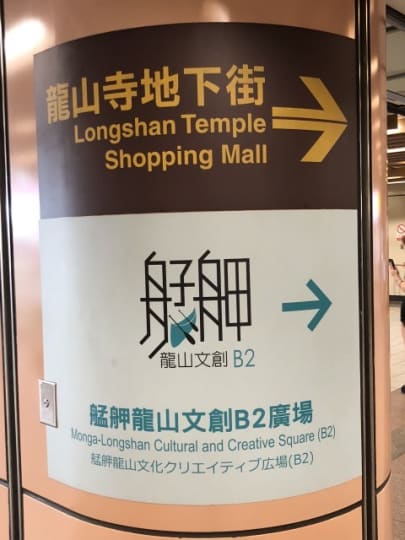 龍山寺地下街
Longshan Temple
Shopping Mall
艋舺
龍山文創 B2
艋舺龍山文創B2廣場
Monga-Longshan Cultural and Creative Square (B2)
艋舺龍山文化クリエイティブ広場(B2)